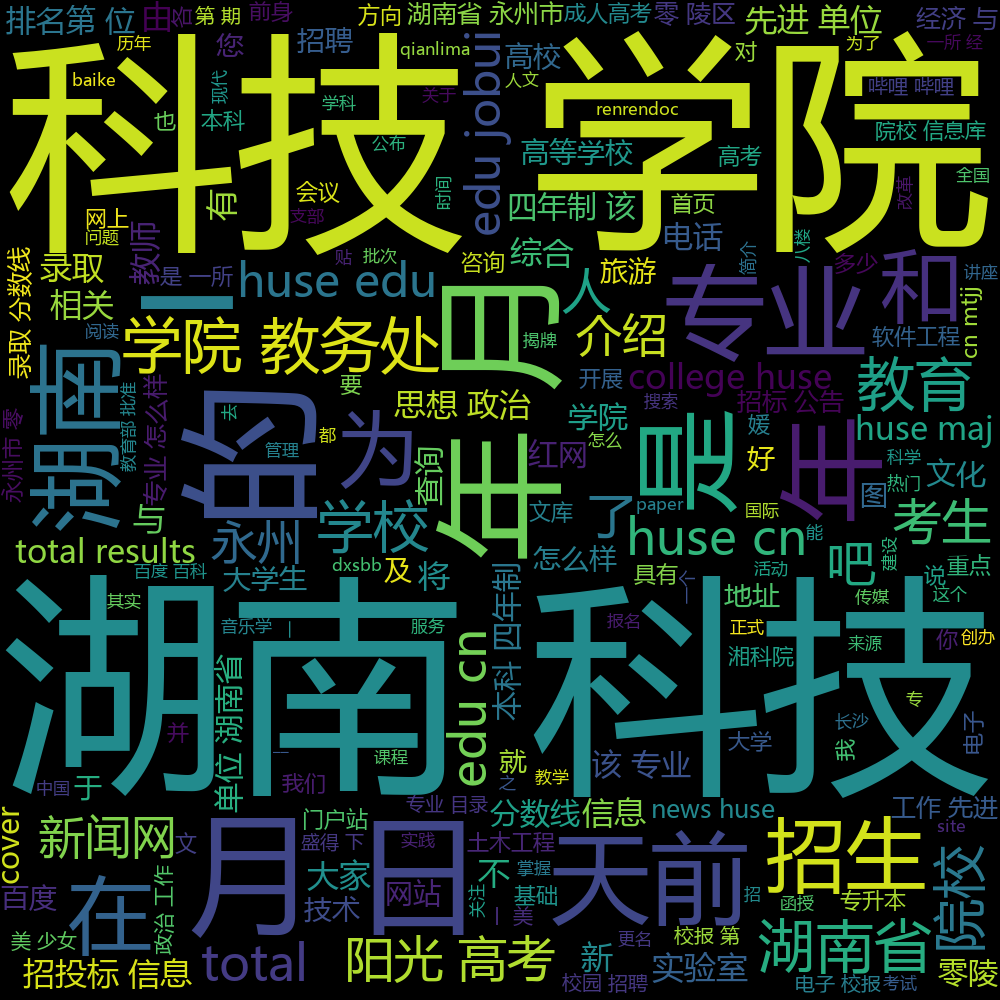 排名第 位
由
各
第 期
前身
方向
湖南省 永州市
成人高考
零 陵区
先进 单位
经济 与
一所 经
历年
您
招聘
qianlima
高校
对
为了
baike
现代
关于
人文
哔哩 哔哩
科技 学院
edu jobui
renrendoc
也
本科
学科
公布
高等学校
高考
院校 信息库
有
会议
时间
四年制 该
首页
全国
改革
网上
问题
教师
支部
电话
录取
是 一所
贴
批次
咨询
综合
旅游
多少
简介
八楼
讲座
录取 分数线
相关
一
huse edu
月
人
专业
和
cn mtjj
阅读
学院 教务处
揭牌
介绍
软件工程
湖南
教育部 批准
的
去
要
思想 政治
开展
college huse
教育
永州市 零
专业 怎么样
为
年
学院
搜索
是
招标 公告
年
huse maj
管理
都
查询
红网
怎么
媛
好
科学
文化
与
永州
学校
了
文库
paper
国际
图
热门
考生
total results
dxsbb
怎么样
huse cn
能
吧
建设
说
重点
百度 百科
大学生
及
将
具有
亻
地址
活动
传媒
这个
其实
音乐学
丨
服务
本科 四年制
报名
正式
你
创办
湖南 科技
湘科院
来源
单位 湖南省
edu cn
并
长沙
专
我
电子
中国
于
一
我们
课程
就
之
教学
该 专业
大学
cover
新闻网
文
门户站
专业 目录
分数线
信息
news huse
工作 先进
site
盛得 下
实践
土木工程
月 日
天前
招生
院校
在
政治 工作
大家
网站
关注
不
掌握
基础
丨 美
招
函授
专升本
百度
技术
湖南省
美 少女
total
阳光 高考
新
更名
校报 第
实验室
零陵
招投标 信息
校园 招聘
电子 校报
考试